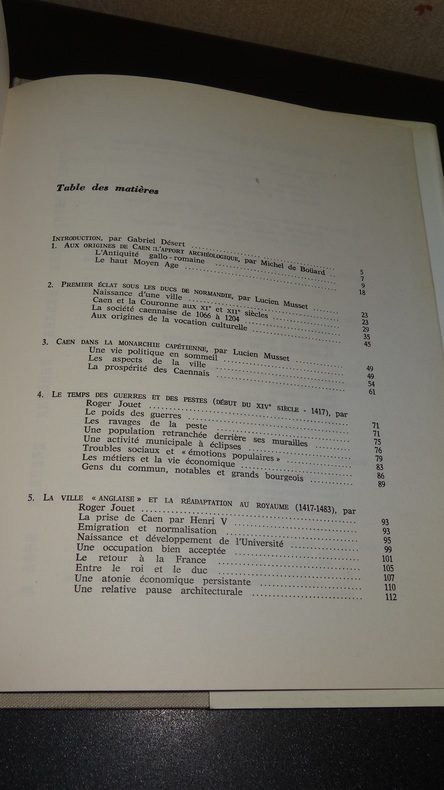 Table des matières
INTRODUCTION, par Gabriel Désert ........ 5
1. AUX ORIGINES DE CAEN : L'APPORT ARCHÉOLOGIQUE, par Michel de Boüard 7
L'Antiquité gallo-romaine ........ 9
Le haut Moyen Age ........ 18
2. PREMIER ÉCLAT SOUS LES DUCS DE NORMANDIE, par Lucien Musset ........ 23
Naissance d'une ville ........ 23
Caen et la Couronne aux XIe et XIIe siècles ........ 29
La société caennaise de 1066 à 1204 ........ 35
Aux origines de la vocation culturelle ........ 45
3. CAEN DANS LA MONARCHIE CAPÉTIENNE, par Lucien Musset ........ 49
Une vie politique en sommeil ........ 49
Les aspects de la ville ........ 54
La prospérité des Caennais ........ 61
4. LE TEMPS DES GUERRES ET DES PESTES (DÉBUT DU XIVe SIÈCLE - 1417), par
Roger Jouet ........ 71
Le poids des guerres ........ 71
Les ravages de la peste ........ 75
Une population retranchée derrière ses murailles ........ 76
Une activité municipale à éclipses ........ 79
Troubles sociaux et « émotions populaires » ........ 83
Les métiers et la vie économique ........ 86
Gens du commun, notables et grands bourgeois ........ 89
5. LA VILLE « ANGLAISE » ET LA RÉADAPTATION AU ROYAUME (1417-1483), par
Roger Jouet ........ 93
La prise de Caen par Henri V ........ 93
Emigration et normalisation ........ 95
Naissance et développement de l'Université ........ 99
Une occupation bien acceptée ........ 101
Le retour à la France ........ 105
Entre le roi et le duc ........ 107
Une atonie économique persistante ........ 110
Une relative pause architecturale ........ 112